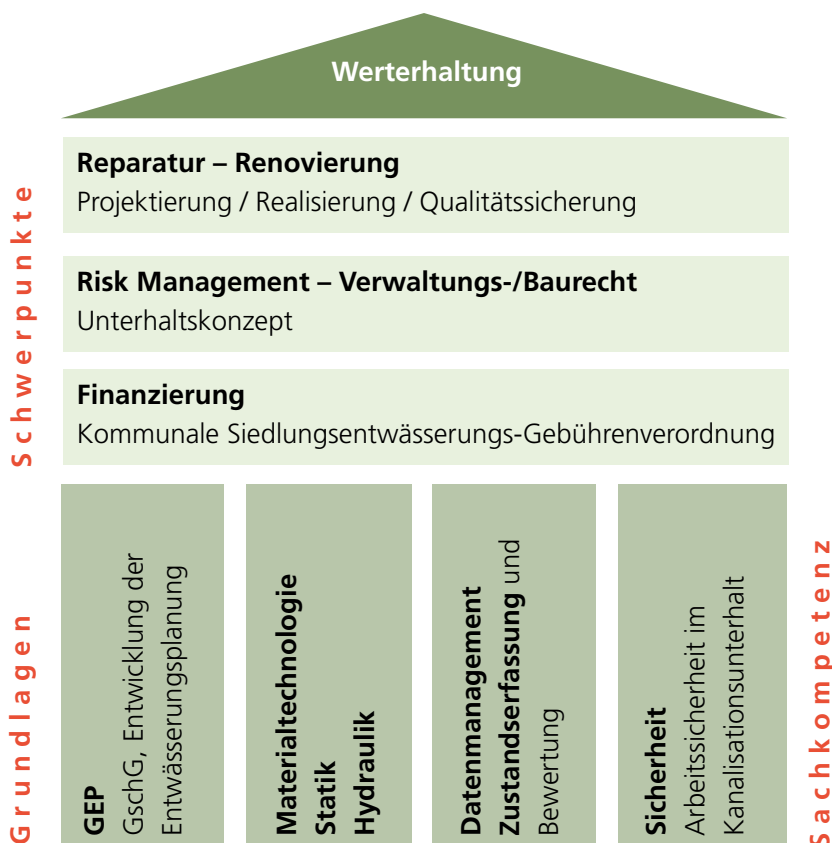 Werterhaltung
Schwerpunkte
Reparatur – Renovierung
Projektierung / Realisierung / Qualitätssicherung
Risk Management – Verwaltungs-/Baurecht
Unterhaltskonzept
Finanzierung
Kommunale Siedlungsentwässerungs-Gebührenverordnung
Grundlagen
GEP
GschG, Entwicklung der
Entwässerungsplanung
Materialtechnologie
Statik
Hydraulik
Datenmanagement
Zustandserfassung und
Bewertung
Sicherheit
Arbeitssicherheit im
Kanalisationsunterhalt
Sachkompetenz